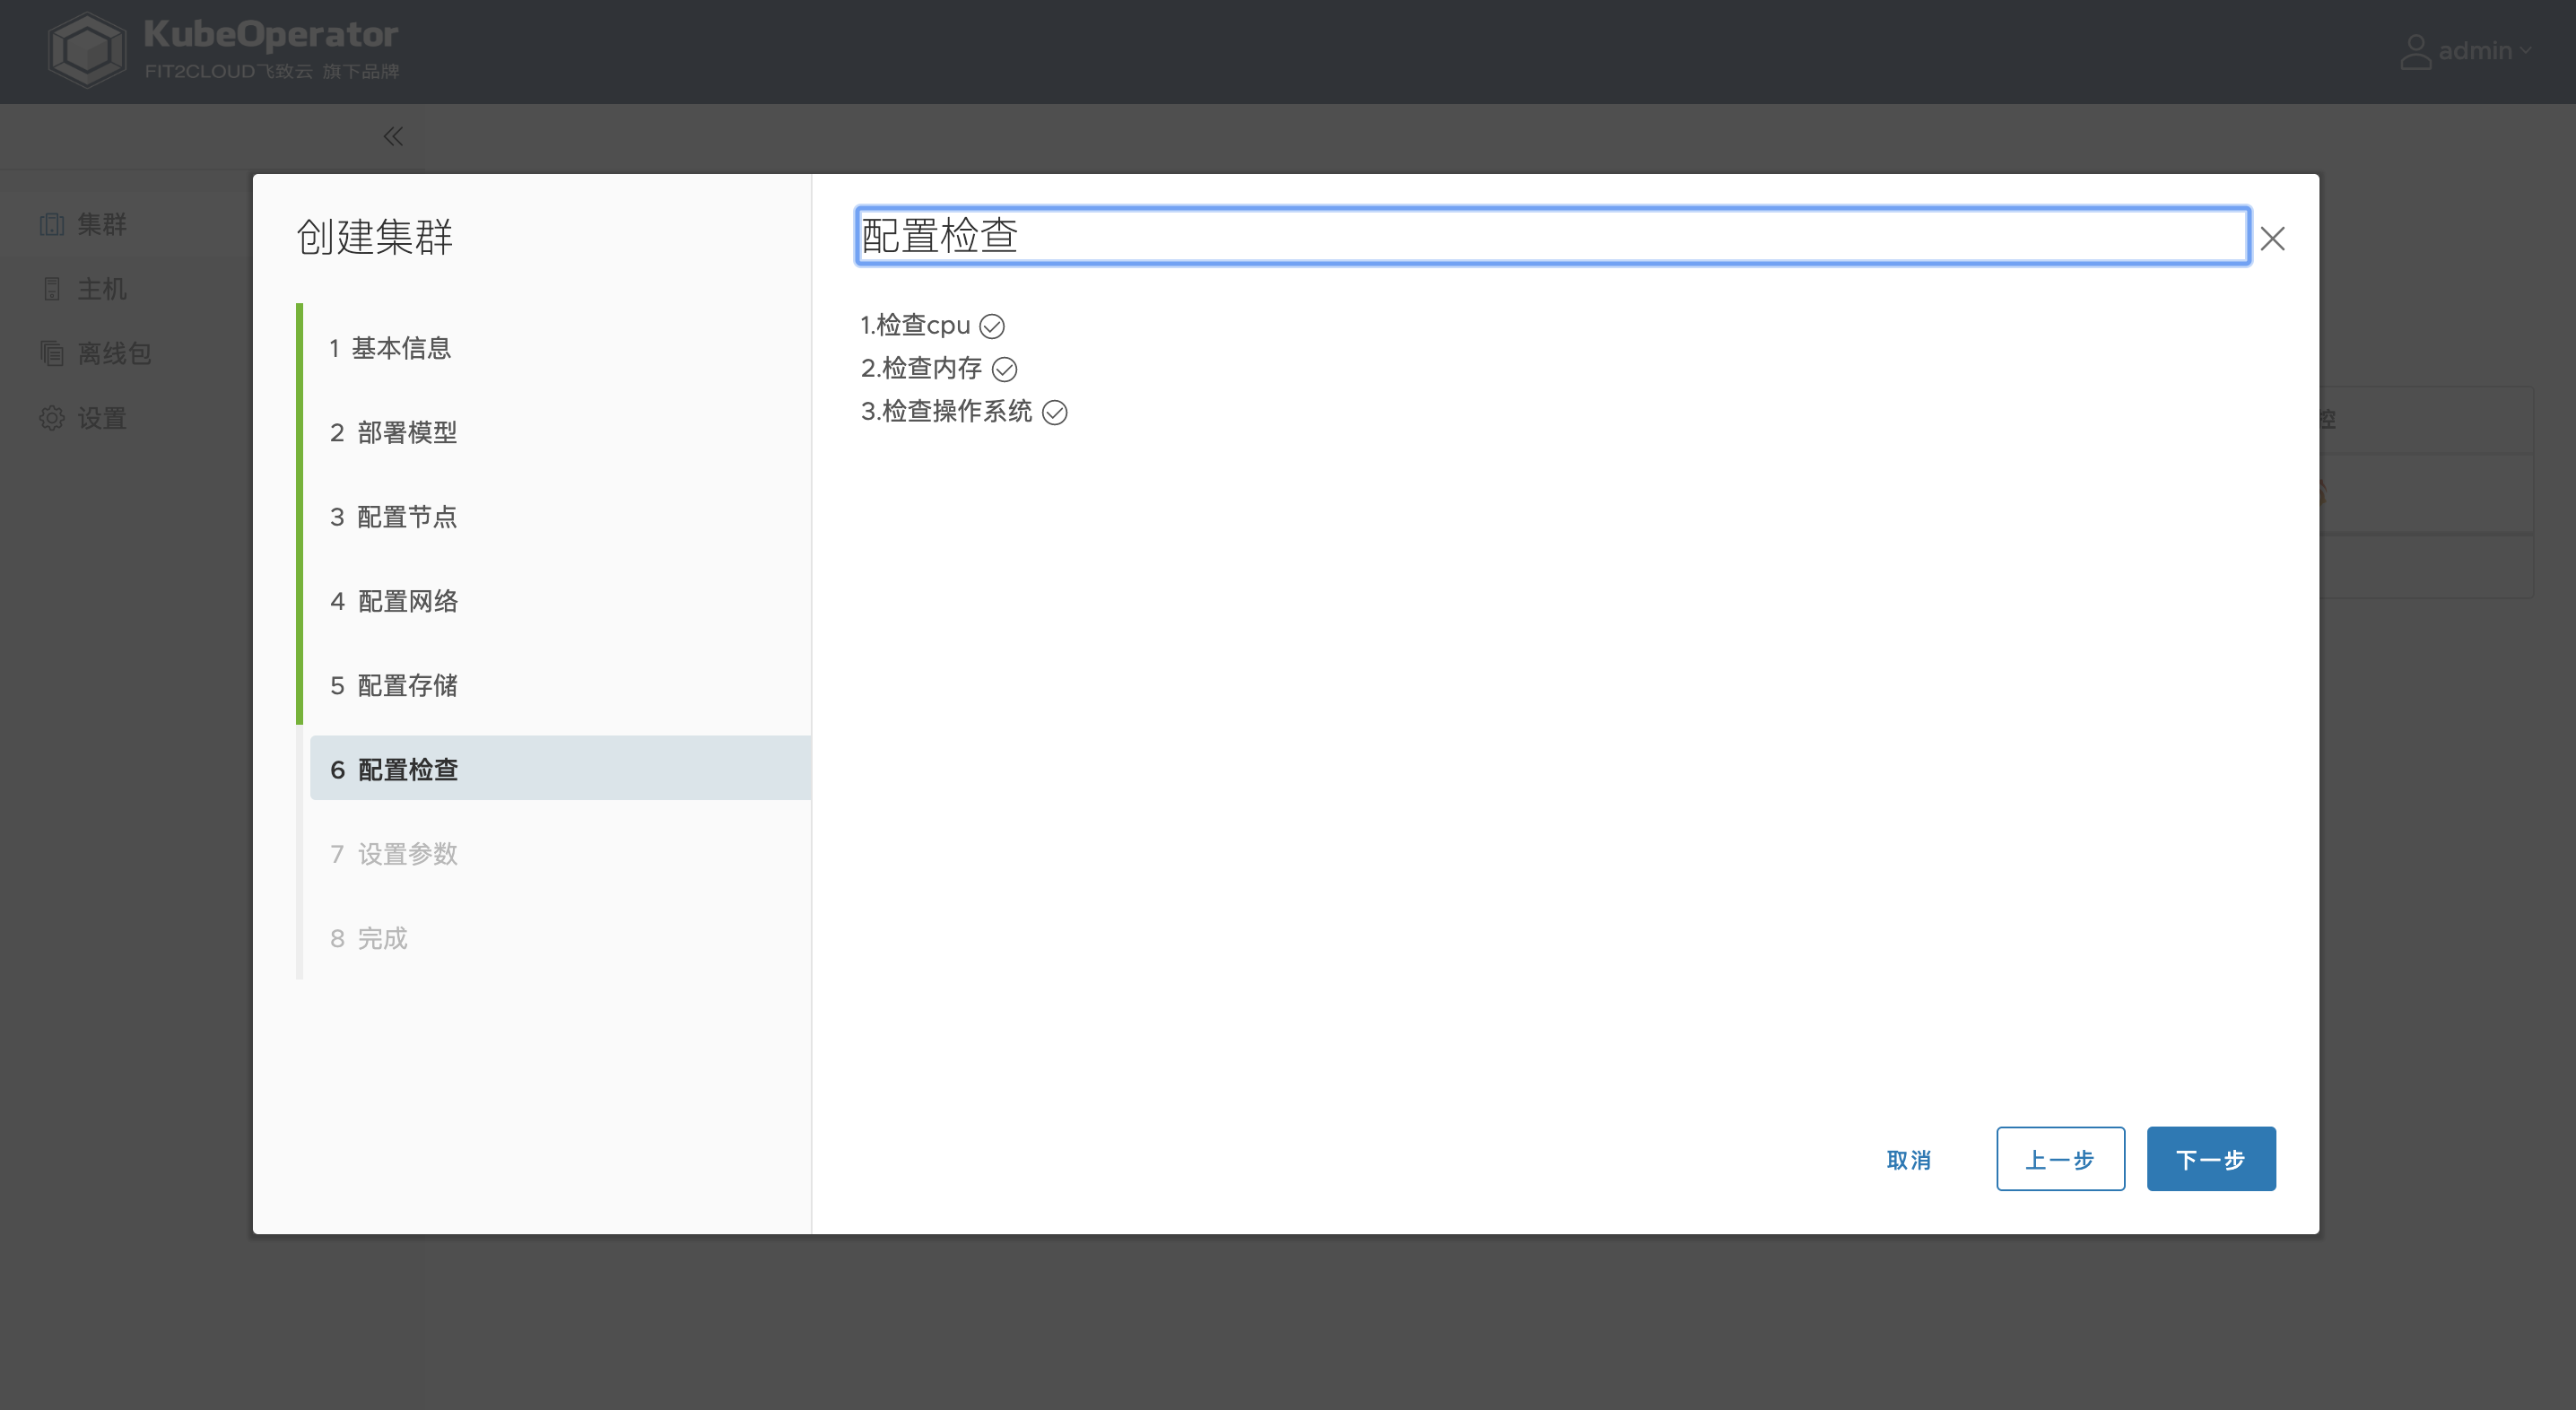 KubeOperator
FIT2CLOUD飞致云 旗下品牌
admin
集群
主机
离线包
设置
控
创建集群
1 基本信息
2 部署模型
3 配置节点
4 配置网络
5 配置存储
6 配置检查
7 设置参数
8 完成
配置检查
1.检查cpu
2.检查内存
3.检查操作系统
取消
上一步
下一步